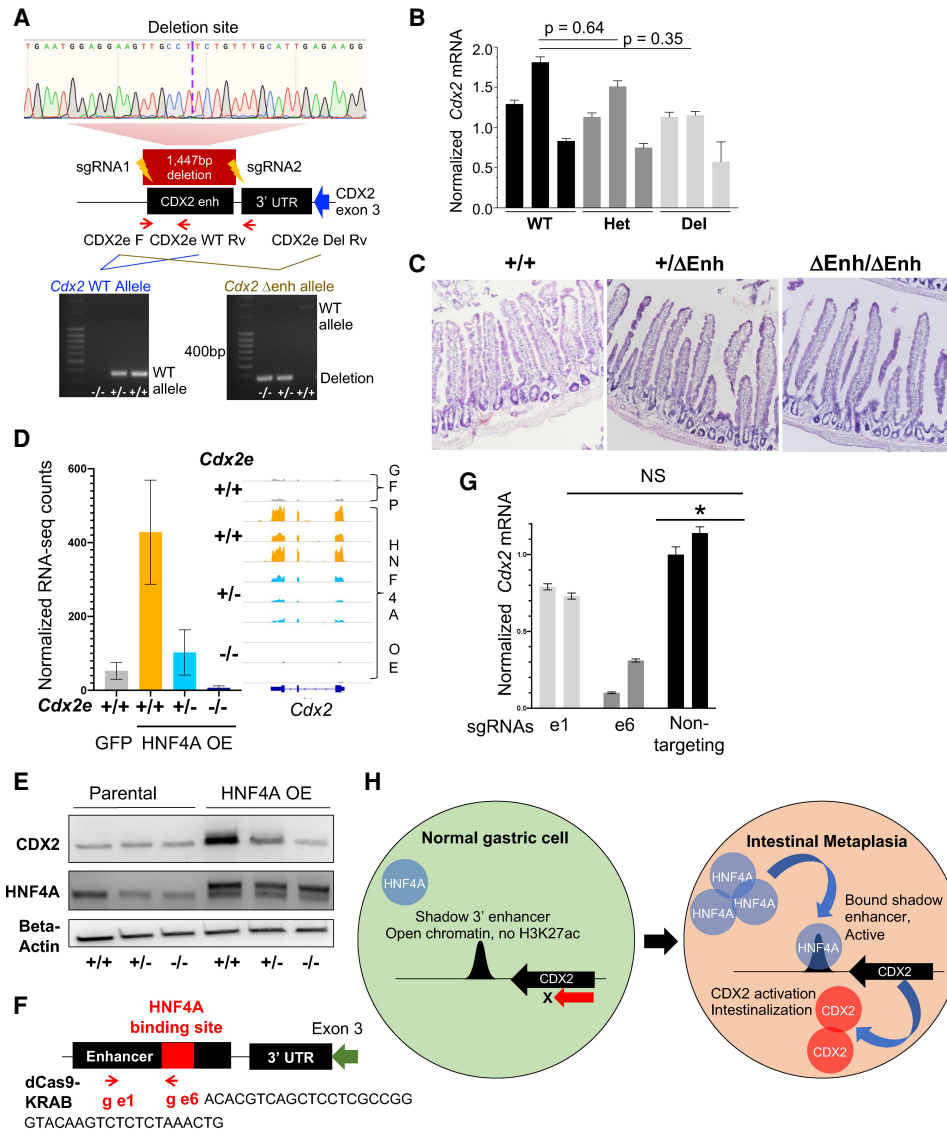 A
Deletion site
TGAATGGAGGAAGTTGCCTTCTGTTTGCATTGAGAAGG
sgRNA1
1,447bp
deletion
sgRNA2
CDX2 enh
3' UTR
CDX2
exon 3
CDX2e F CDX2e WT Rv CDX2e Del Rv
Cdx2 WT Allele
Cdx2 Δenh allele
WT
allele
400bp
WT
allele
Deletion
-/- +/- +/+
-/- +/- +/+
B
Normalized Cdx2 mRNA
p = 0.64
p = 0.35
2.0
1.5
1.0
0.5
0.0
WT Het Del
C
+/+
+/ΔEnh
ΔEnh/ΔEnh
D
Normalized RNA-seq counts
600
400
200
0
Cdx2e +/+ +/+ +/- -/-
GFP HNF4A OE
Cdx2e
+/+
+/+
+/-
-/-
G
F
P
H
N
F
4
A
O
E
Cdx2
G
NS
*
Normalized Cdx2 mRNA
1.0
0.5
0.0
sgRNAs e1 e6 Non-
targeting
E
Parental HNF4A OE
CDX2
HNF4A
Beta-
Actin
+/+ +/- -/- +/+ +/- -/-
F
HNF4A
binding site
Exon 3
Enhancer
3' UTR
dCas9-
KRAB
g e1 g e6 ACACGTCAGCTCCTCGCCGG
GTACAAGTCTCTCTAAACTG
H
Normal gastric cell
HNF4A
Shadow 3' enhancer
Open chromatin, no H3K27ac
CDX2
X
Intestinal Metaplasia
HNF4A
HNF4A
HNF4A
Bound shadow
enhancer,
Active
HNF4A
CDX2
CDX2 activation
Intestinalization
CDX2
CDX2